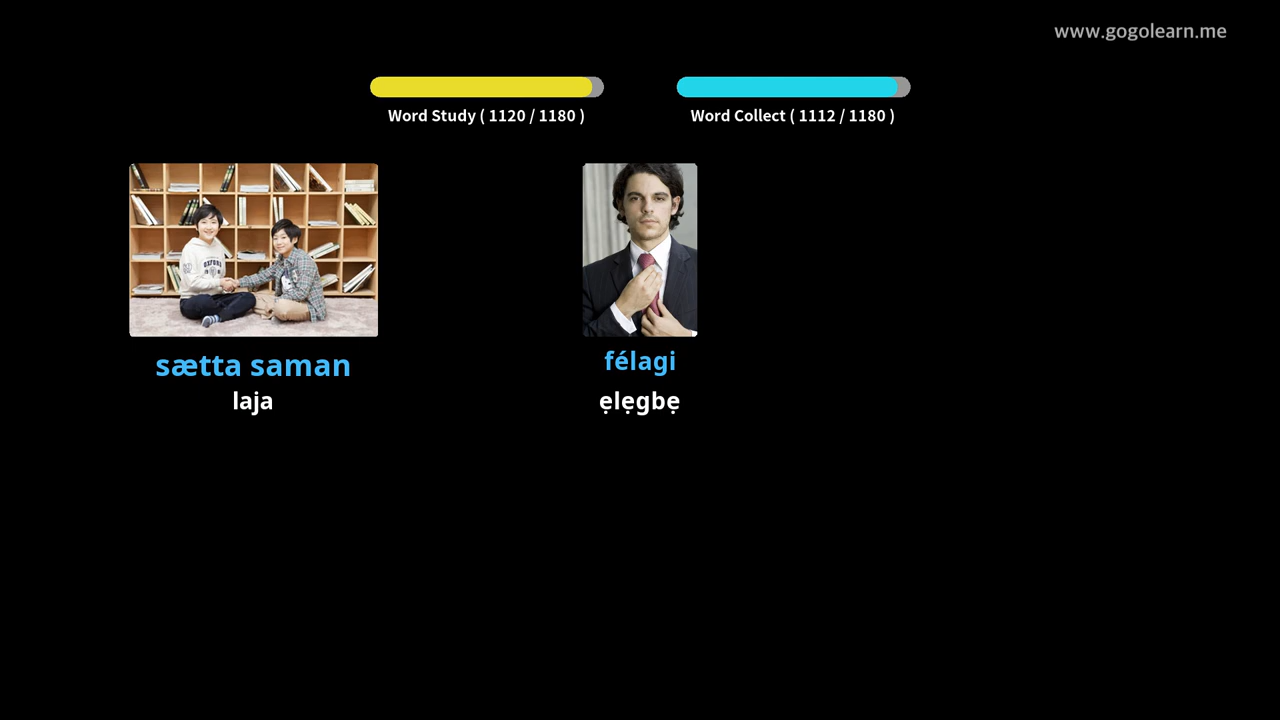 www.gogolearn.me
Word Study ( 1120 / 1180 )
Word Collect ( 1112 / 1180 )
sætta saman
laja
félagi
ẹlẹgbẹ